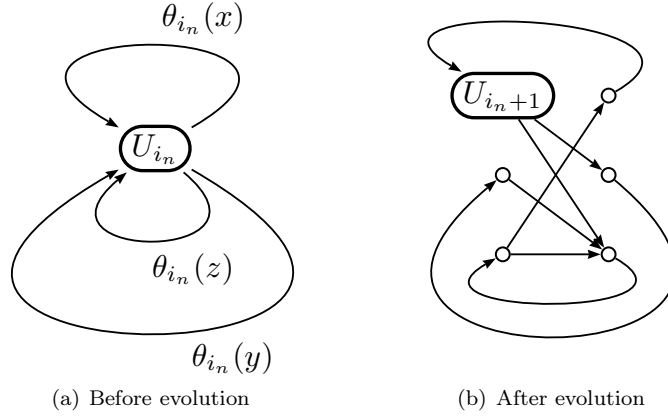 θ_{i_n}(x)
U_{i_n}
θ_{i_n}(z)
θ_{i_n}(y)
(a) Before evolution
U_{i_n+1}
(b) After evolution